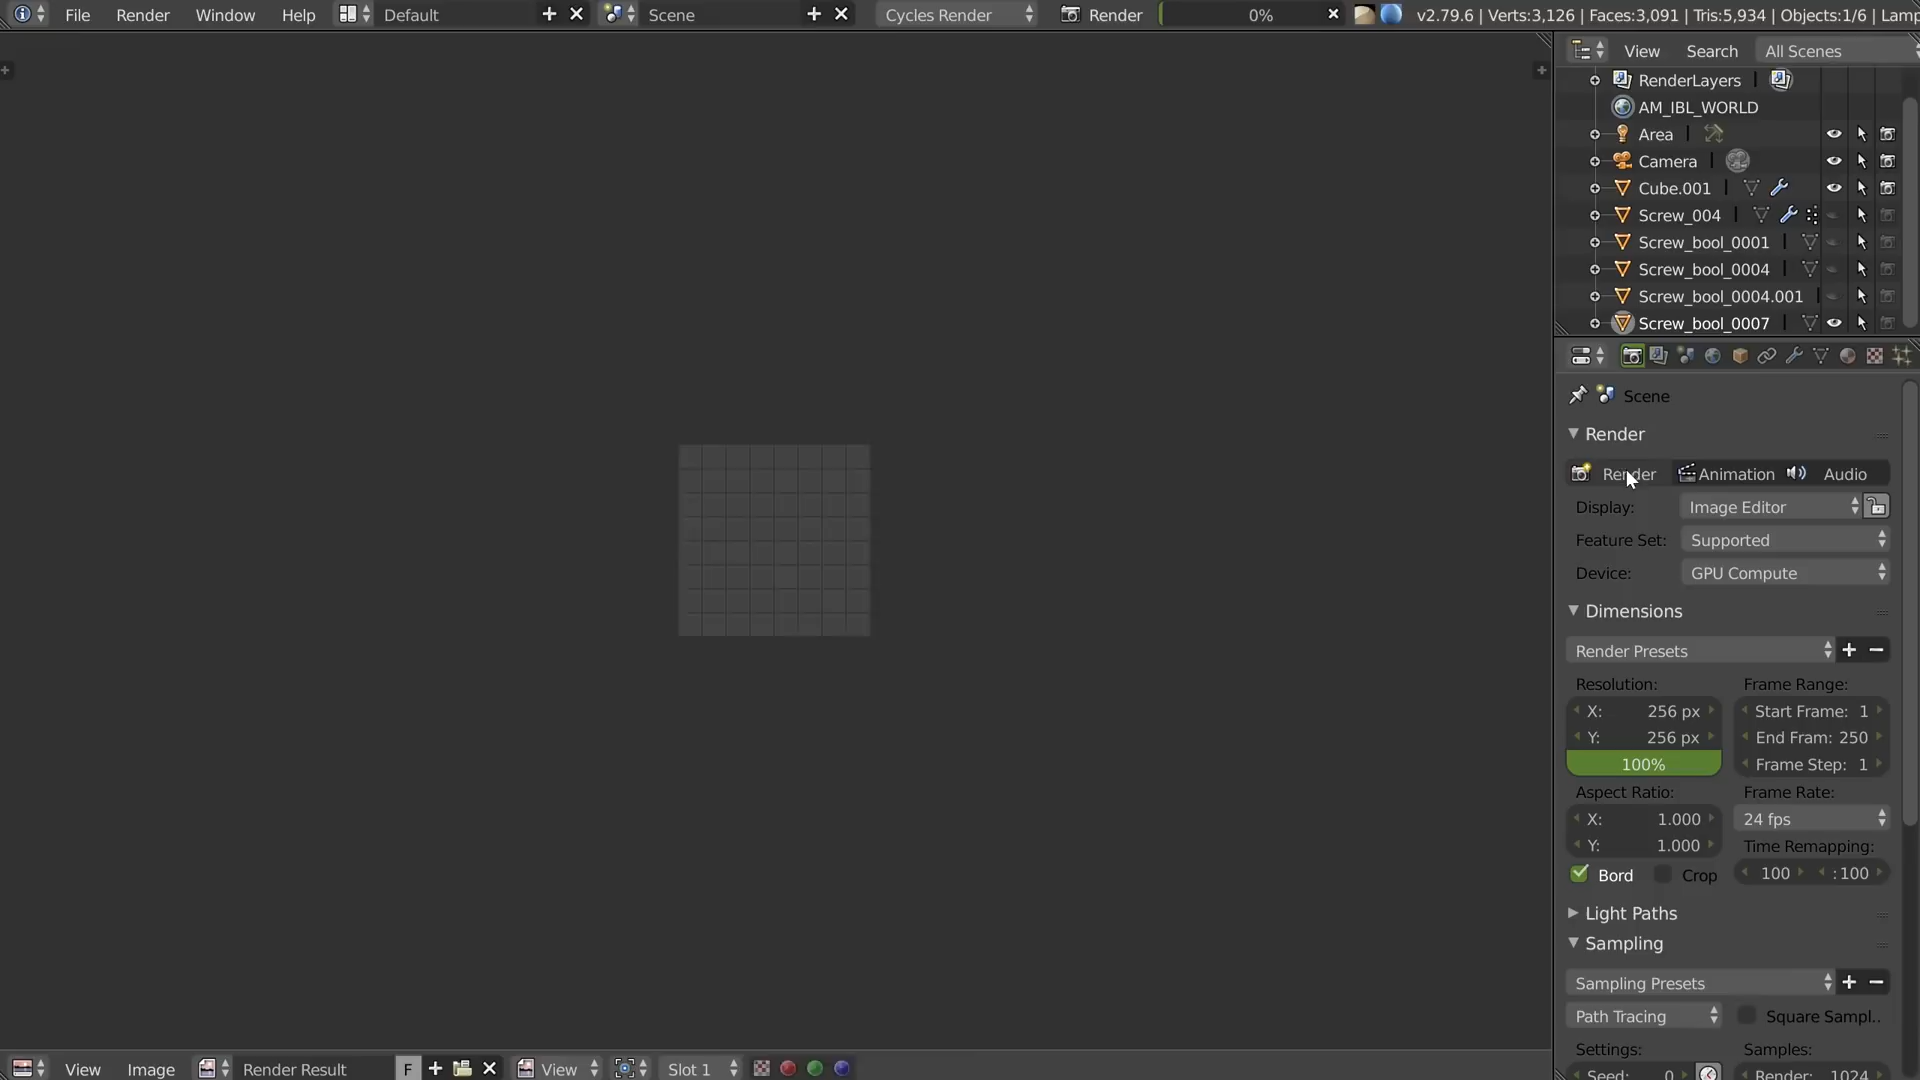 File Render Window Help Default Scene Cycles Render Render 0% v2.79.6 | Verts:3,126 | Faces:3,091 | Tris:5,934 | Objects:1/6 | Lamp
View Search All Scenes
RenderLayers
AM_IBL_WORLD
Area
Camera
Cube.001
Screw_004
Screw_bool_0001
Screw_bool_0004
Screw_bool_0004.001
Screw_bool_0007
Scene
Render
Render Animation Audio
Display: Image Editor
Feature Set: Supported
Device: GPU Compute
Dimensions
Render Presets
Resolution: Frame Range:
X: 256 px Start Frame: 1
Y: 256 px End Fram: 250
100% Frame Step: 1
Aspect Ratio: Frame Rate:
X: 1.000 24 fps
Y: 1.000 Time Remapping:
Bord Crop 100 :100
Light Paths
Sampling
Sampling Presets
Path Tracing Square Sampl..
Settings: Samples:
Seed: 0 Render: 1024
View Image Render Result F View Slot 1